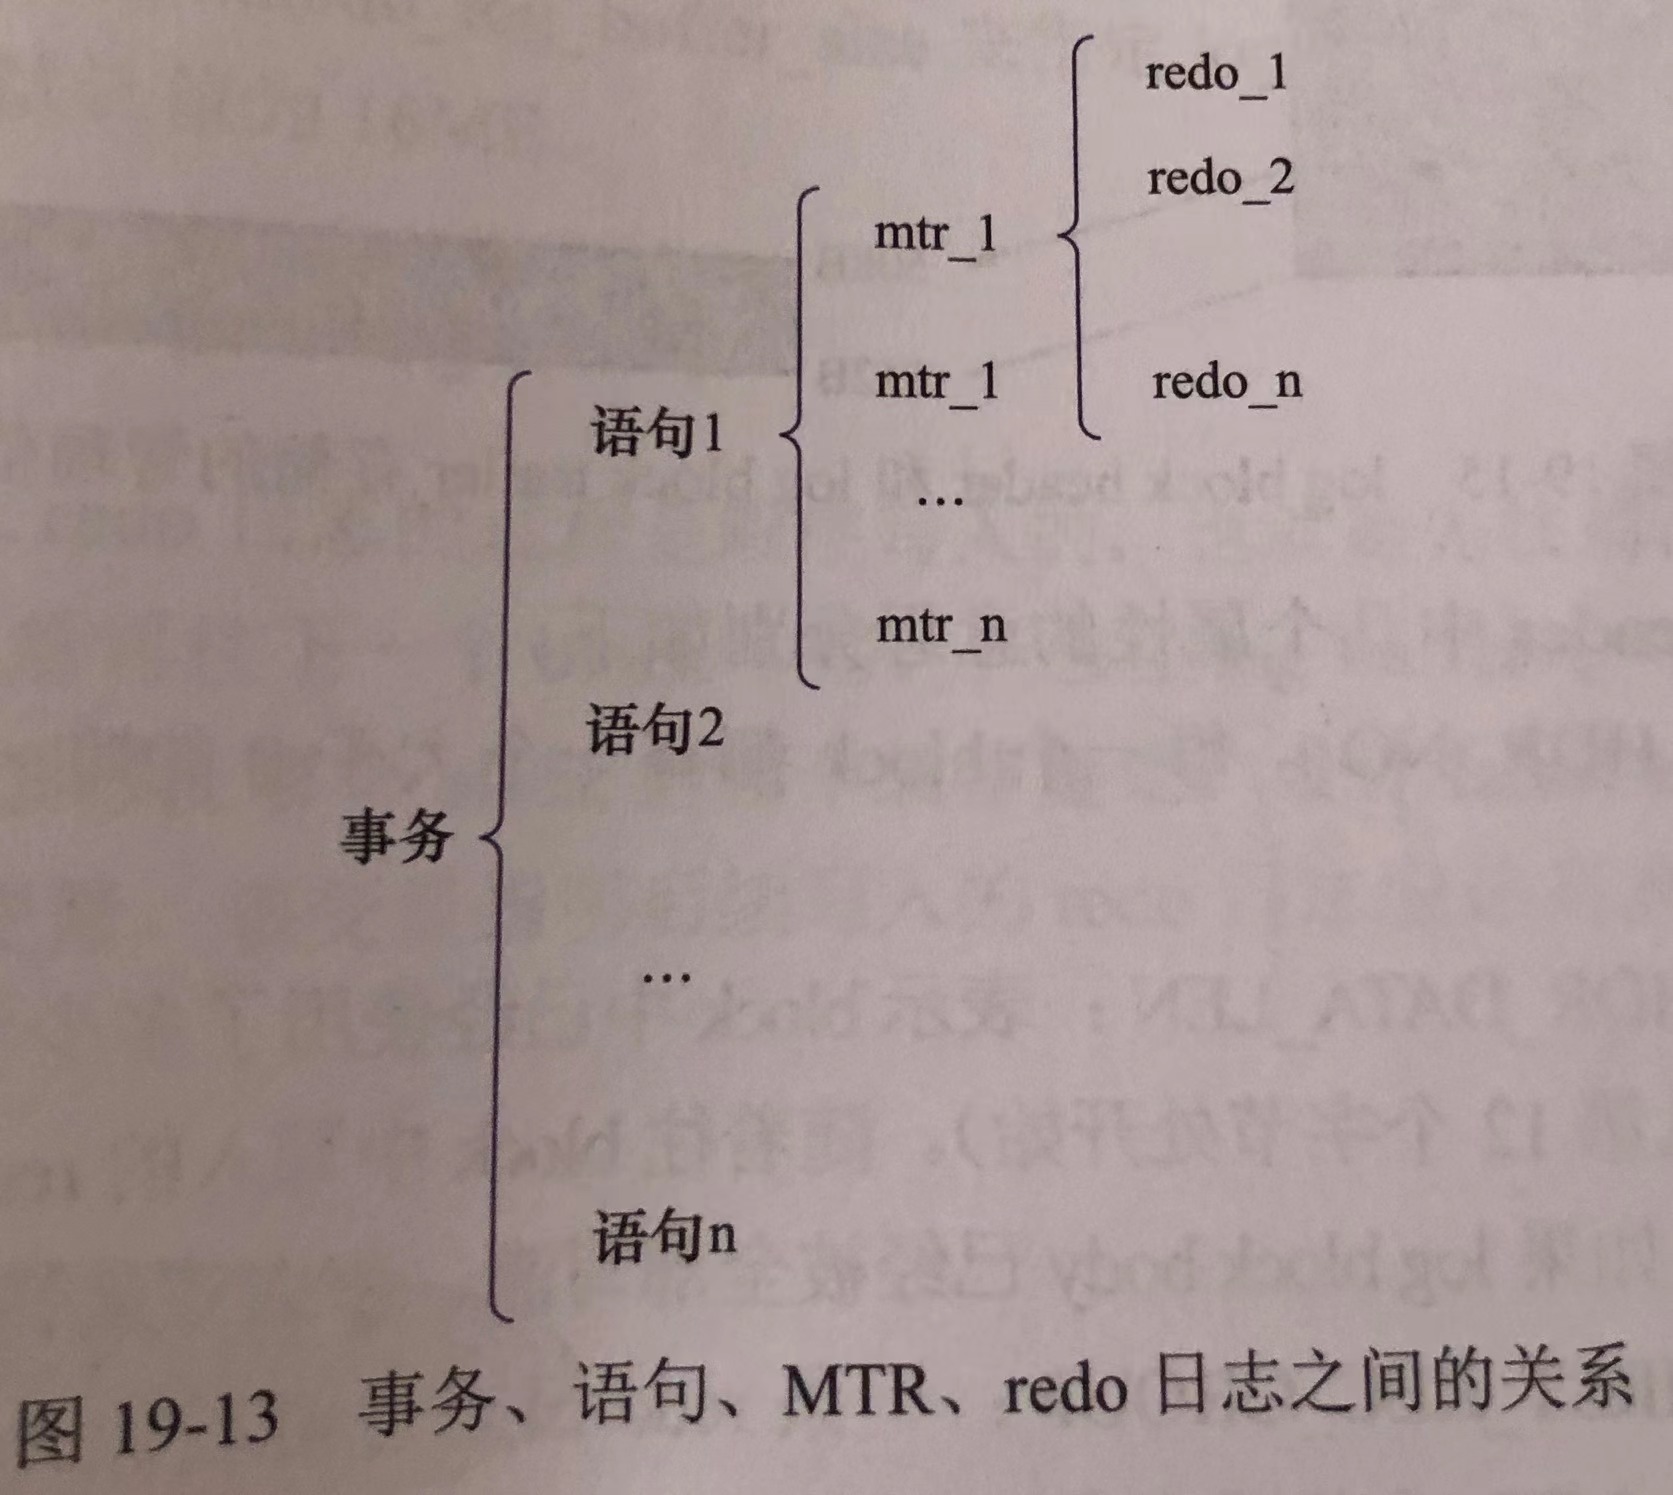 redo_1
redo_2
mtr_1
mtr_1
redo_n
语句1
…
mtr_n
语句2
事务
…
语句n
图 19-13 事务、语句、MTR、redo 日志之间的关系